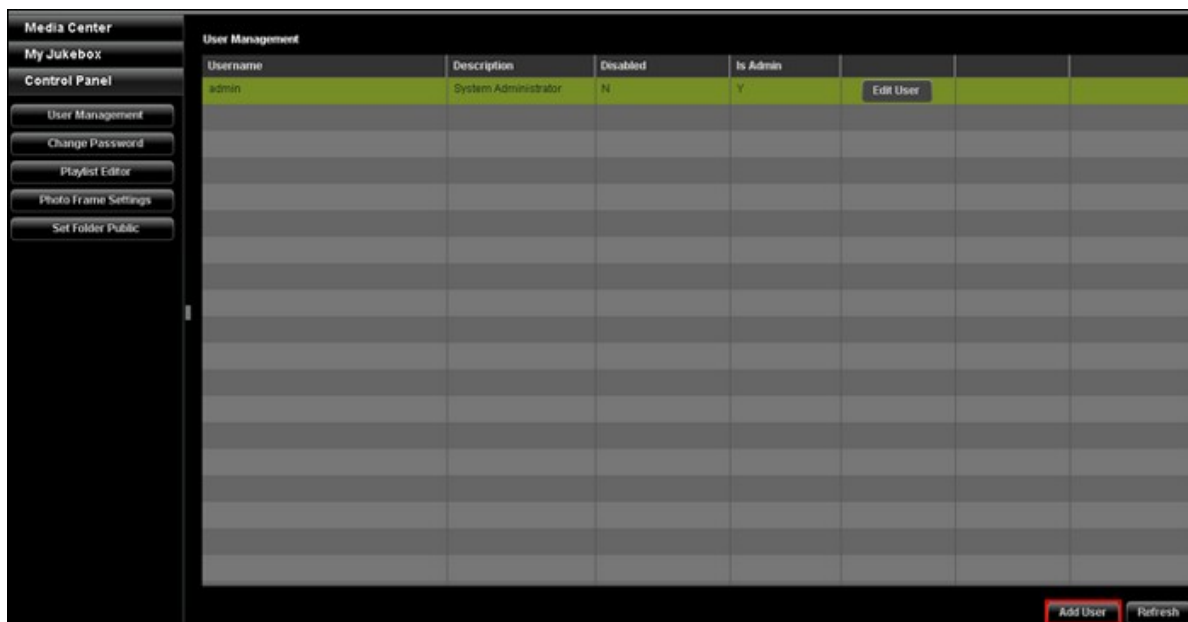 Media Center
My Jukebox
Control Panel
User Management
Change Password
Playlist Editor
Photo Frame Settings
Set Folder Public
User Management
Username Description Disabled Is Admin
admin System Administrator N Y Edit User
Add User Refresh